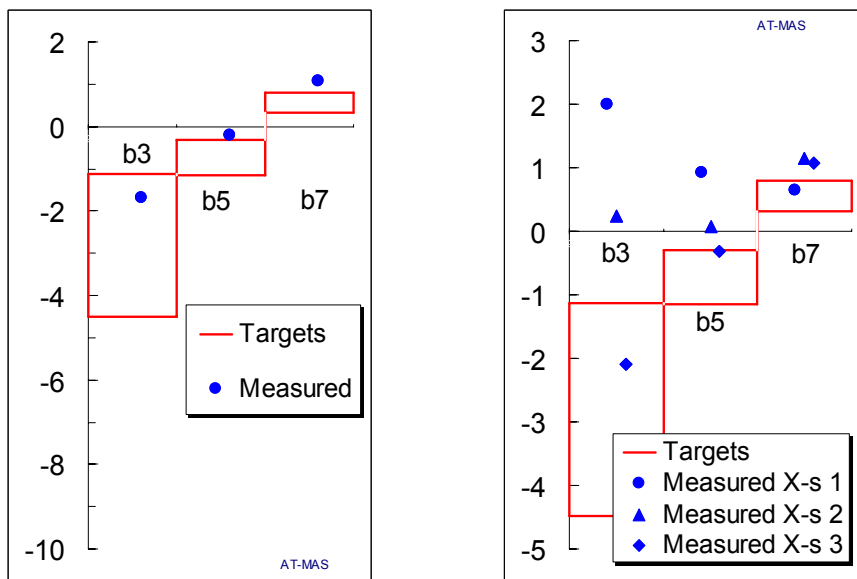 2
0
-2
-4
-6
-8
-10
b3
b5
b7
Targets
Measured
AT-MAS
AT-MAS
3
2
1
0
-1
-2
-3
-4
-5
b3
b5
b7
Targets
Measured X-s 1
Measured X-s 2
Measured X-s 3